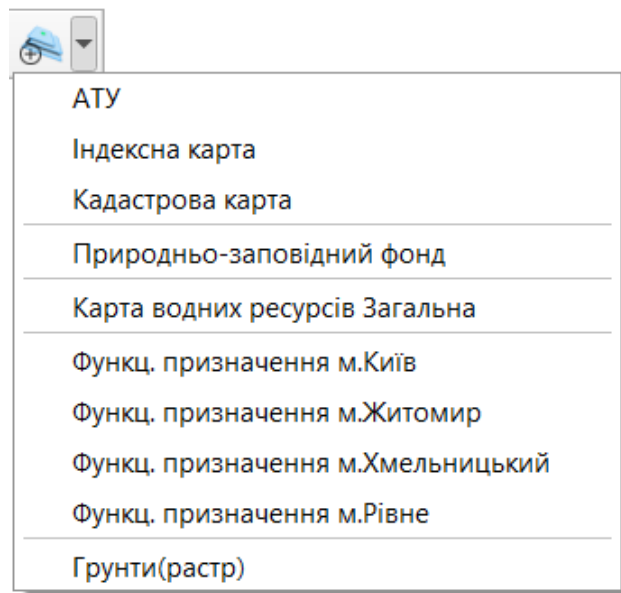 АТУ
Індексна карта
Кадастрова карта
Природньо-заповідний фонд
Карта водних ресурсів Загальна
Функц. призначення м.Київ
Функц. призначення м.Житомир
Функц. призначення м.Хмельницький
Функц. призначення м.Рівне
Грунти(растр)